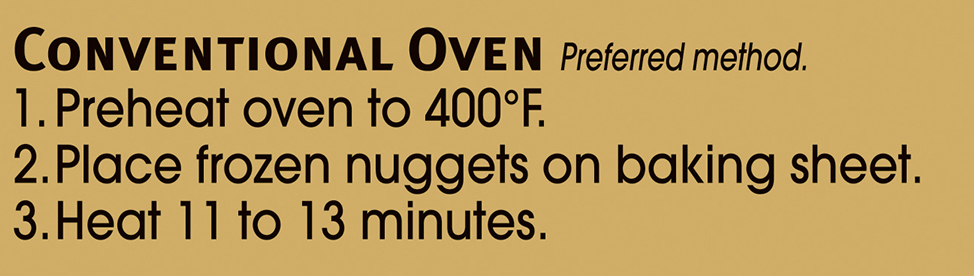 CONVENTIONAL OVEN Preferred method.
1. Preheat oven to 400°F.
2. Place frozen nuggets on baking sheet.
3. Heat 11 to 13 minutes.